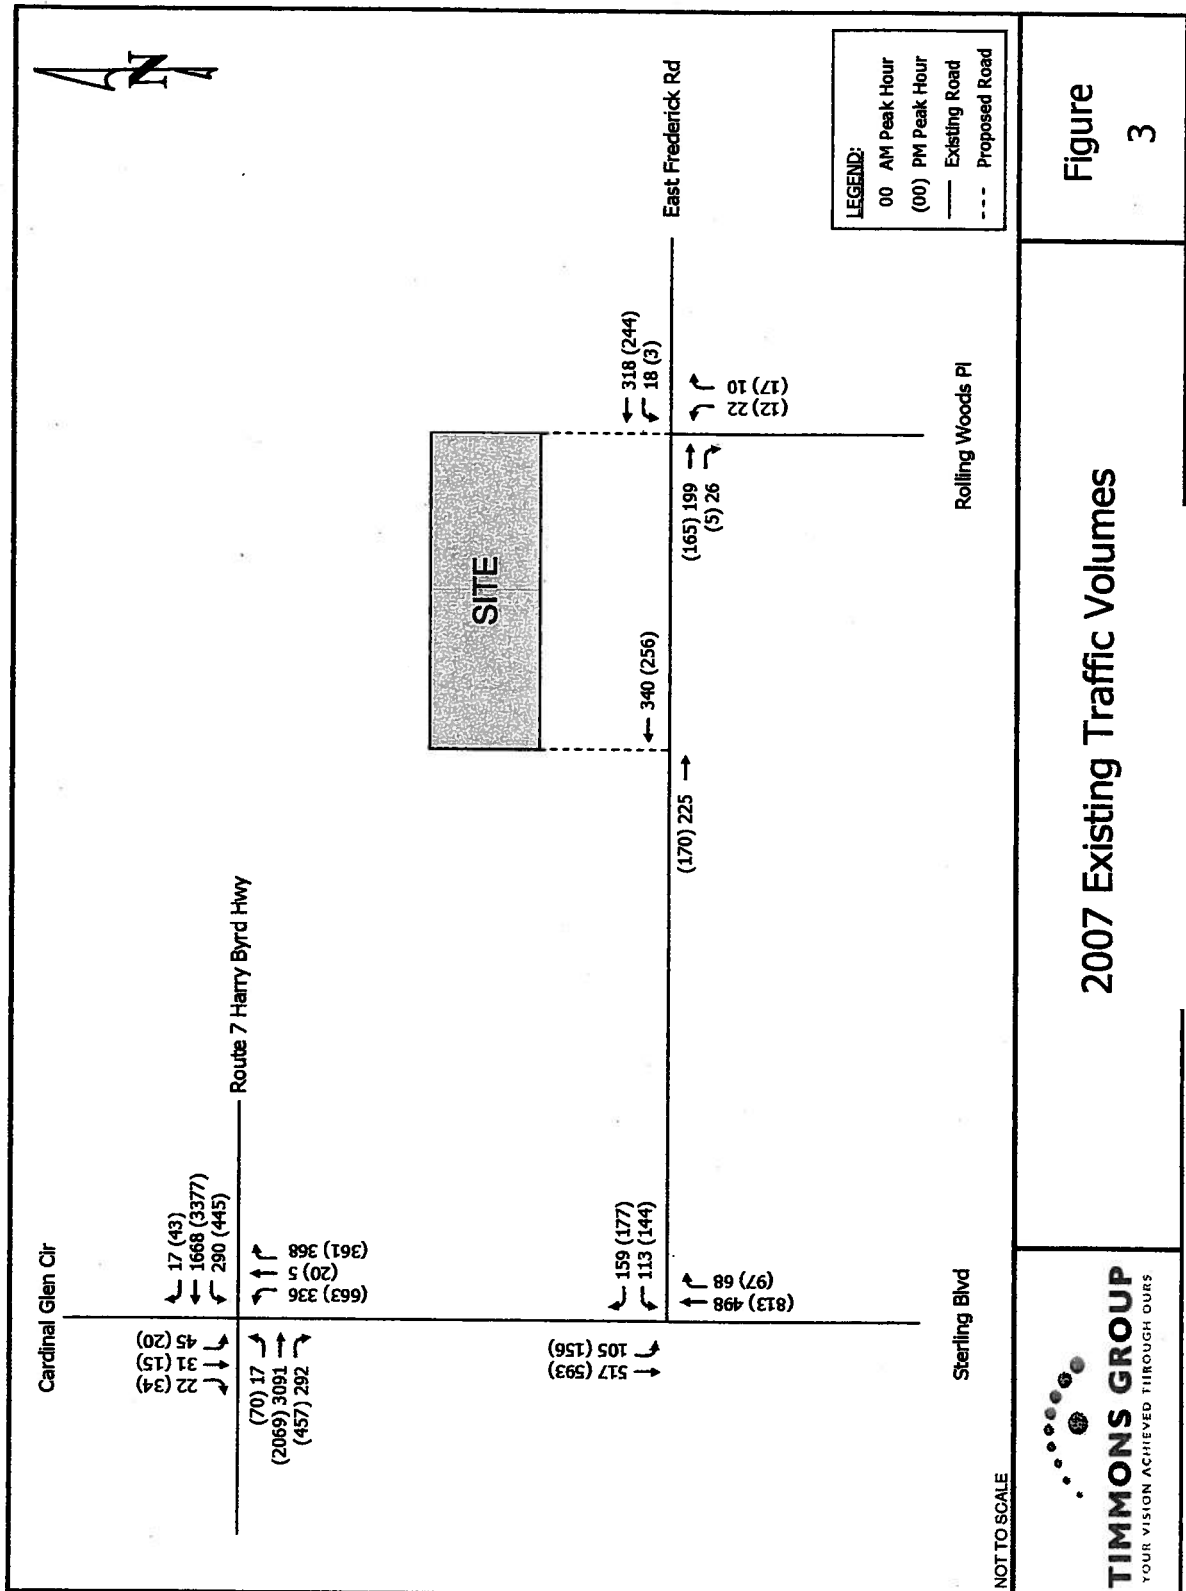 N
Cardinal Glen Cir
22 (34)
31 (15)
45 (20)
17 (43)
1668 (3377)
290 (445)
Route 7 Harry Byrd Hwy
(70) 17
(2069) 3091
(457) 292
(663) 336
(20) 5
(361) 368
SITE
517 (593)
105 (156)
159 (177)
113 (144)
(813) 498
(97) 68
340 (256)
(170) 225
318 (244)
18 (3)
East Frederick Rd
(165) 199
(5) 26
(12) 22
(17) 10
Sterling Blvd
Rolling Woods Pl
LEGEND:
00 AM Peak Hour
(00) PM Peak Hour
Existing Road
Proposed Road
NOT TO SCALE
TIMMONS GROUP
YOUR VISION ACHIEVED THROUGH OURS
2007 Existing Traffic Volumes
Figure
3